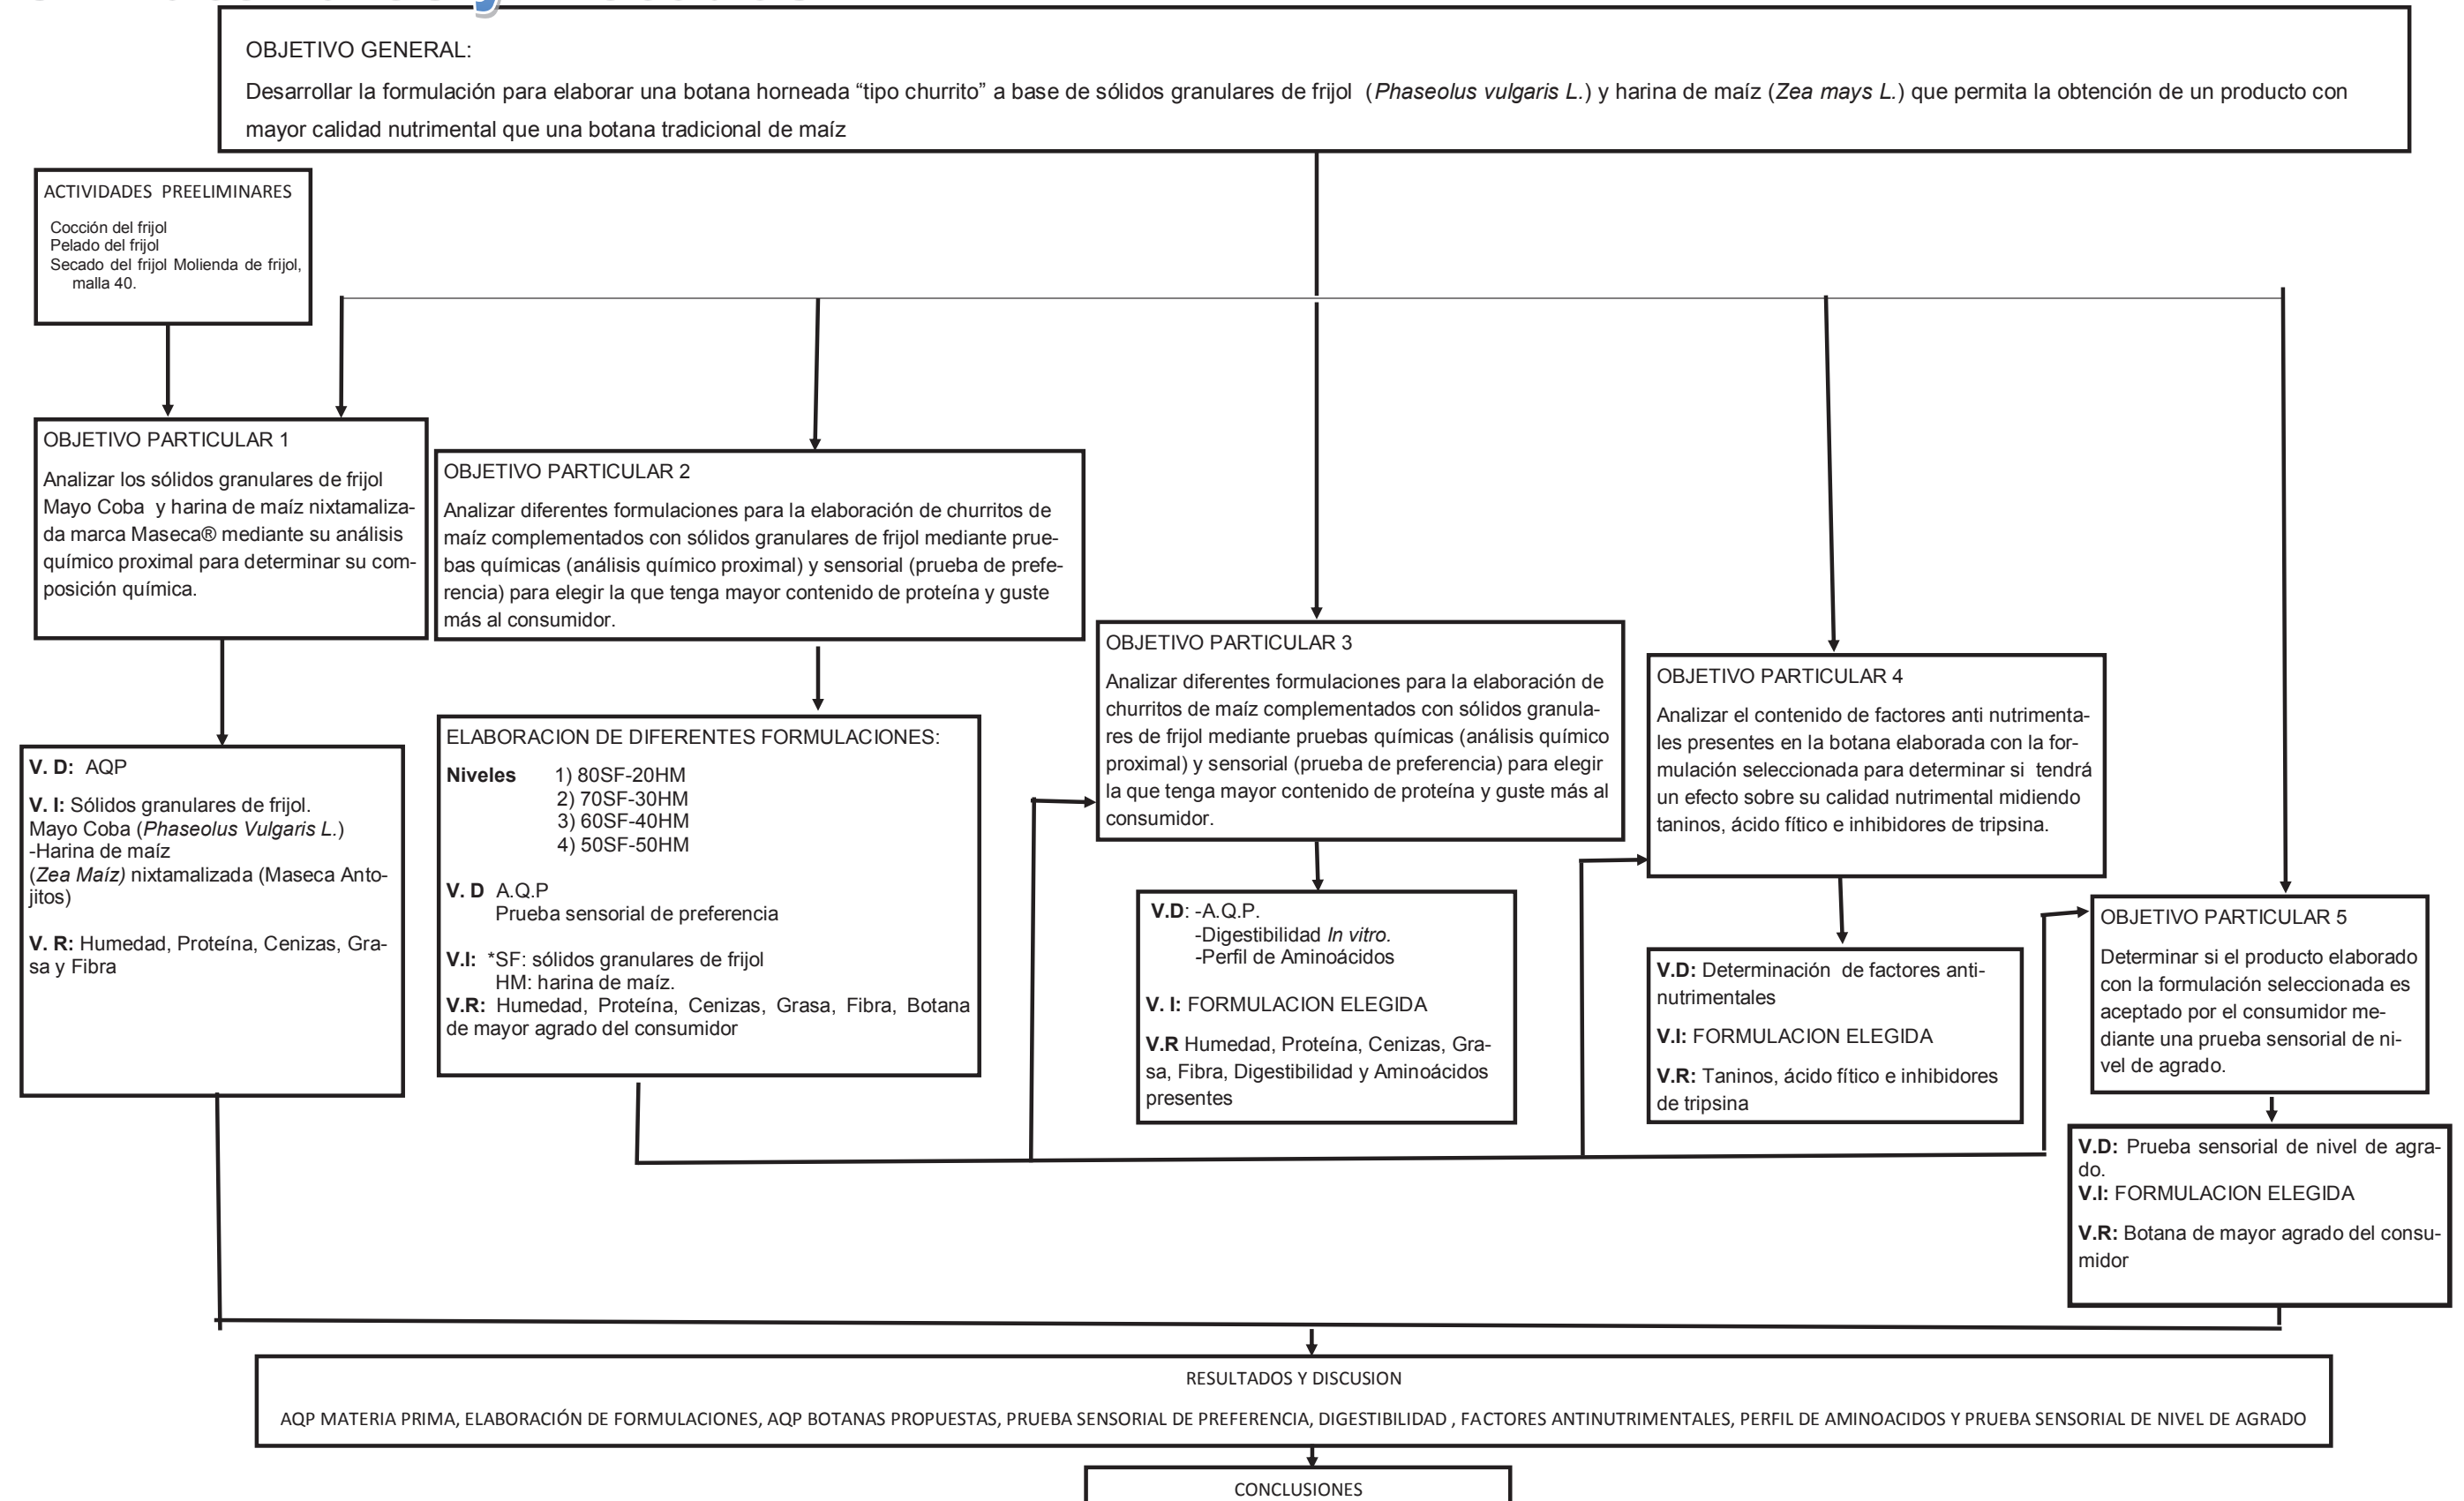 OBJETIVO GENERAL:
Desarrollar la formulación para elaborar una botana horneada “tipo churrito” a base de sólidos granulares de frijol (Phaseolus vulgaris L.) y harina de maíz (Zea mays L.) que permita la obtención de un producto con
mayor calidad nutrimental que una botana tradicional de maíz
ACTIVIDADES PREELIMINARES
Cocción del frijol
Pelado del frijol
Secado del frijol Molienda de frijol,
malla 40.
OBJETIVO PARTICULAR 1
Analizar los sólidos granulares de frijol
Mayo Coba y harina de maíz nixtamaliza-
da marca Maseca® mediante su análisis
químico proximal para determinar su com-
posición química.
OBJETIVO PARTICULAR 2
Analizar diferentes formulaciones para la elaboración de churritos de
maíz complementados con sólidos granulares de frijol mediante prue-
bas químicas (análisis químico proximal) y sensorial (prueba de prefe-
rencia) para elegir la que tenga mayor contenido de proteína y guste
más al consumidor.
OBJETIVO PARTICULAR 3
Analizar diferentes formulaciones para la elaboración de
churritos de maíz complementados con sólidos granula-
res de frijol mediante pruebas químicas (análisis químico
proximal) y sensorial (prueba de preferencia) para elegir
la que tenga mayor contenido de proteína y guste más al
consumidor.
OBJETIVO PARTICULAR 4
Analizar el contenido de factores anti nutrimenta-
les presentes en la botana elaborada con la for-
mulación seleccionada para determinar si tendrá
un efecto sobre su calidad nutrimental midiendo
taninos, ácido fítico e inhibidores de tripsina.
OBJETIVO PARTICULAR 5
Determinar si el producto elaborado
con la formulación seleccionada es
aceptado por el consumidor me-
diante una prueba sensorial de ni-
vel de agrado.
V. D: AQP
V. I: Sólidos granulares de frijol.
Mayo Coba (Phaseolus Vulgaris L.)
-Harina de maíz
(Zea Maíz) nixtamalizada (Maseca Anto-
jitos)
V. R: Humedad, Proteína, Cenizas, Gra-
sa y Fibra
ELABORACION DE DIFERENTES FORMULACIONES:
Niveles 1) 80SF-20HM
2) 70SF-30HM
3) 60SF-40HM
4) 50SF-50HM
V. D A.Q.P
Prueba sensorial de preferencia
V.I: *SF: sólidos granulares de frijol
HM: harina de maíz.
V.R: Humedad, Proteína, Cenizas, Grasa, Fibra, Botana
de mayor agrado del consumidor
V.D: -A.Q.P.
-Digestibilidad In vitro.
-Perfil de Aminoácidos
V. I: FORMULACION ELEGIDA
V.R Humedad, Proteína, Cenizas, Gra-
sa, Fibra, Digestibilidad y Aminoácidos
presentes
V.D: Determinación de factores anti-
nutrimentales
V.I: FORMULACION ELEGIDA
V.R: Taninos, ácido fítico e inhibidores
de tripsina
V.D: Prueba sensorial de nivel de agra-
do.
V.I: FORMULACION ELEGIDA
V.R: Botana de mayor agrado del consu-
midor
RESULTADOS Y DISCUSION
AQP MATERIA PRIMA, ELABORACIÓN DE FORMULACIONES, AQP BOTANAS PROPUESTAS, PRUEBA SENSORIAL DE PREFERENCIA, DIGESTIBILIDAD , FACTORES ANTINUTRIMENTALES, PERFIL DE AMINOACIDOS Y PRUEBA SENSORIAL DE NIVEL DE AGRADO
CONCLUSIONES